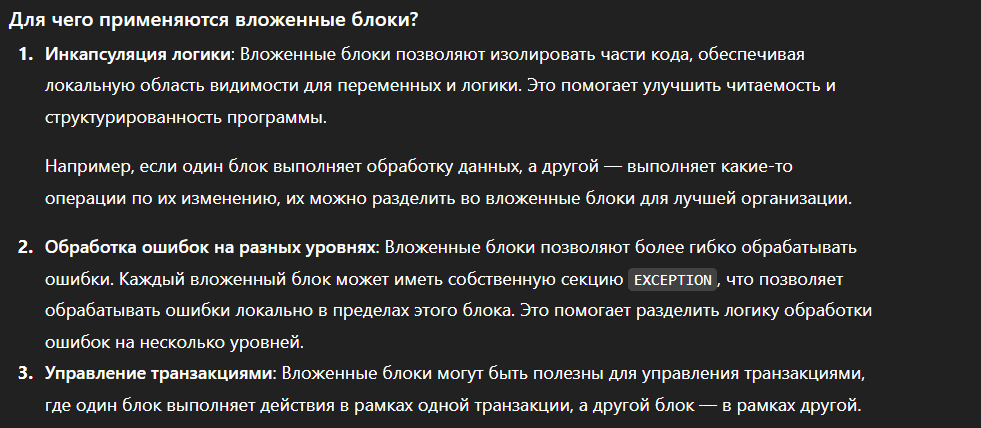 Для чего применяются вложенные блоки?
1. Инкапсуляция логики: Вложенные блоки позволяют изолировать части кода, обеспечивая
локальную область видимости для переменных и логики. Это помогает улучшить читаемость и
структурированность программы.
Например, если один блок выполняет обработку данных, а другой — выполняет какие-то
операции по их изменению, их можно разделить во вложенные блоки для лучшей организации.
2. Обработка ошибок на разных уровнях: Вложенные блоки позволяют более гибко обрабатывать
ошибки. Каждый вложенный блок может иметь собственную секцию EXCEPTION, что позволяет
обрабатывать ошибки локально в пределах этого блока. Это помогает разделить логику обработки
ошибок на несколько уровней.
3. Управление транзакциями: Вложенные блоки могут быть полезны для управления транзакциями,
где один блок выполняет действия в рамках одной транзакции, а другой блок — в рамках другой.